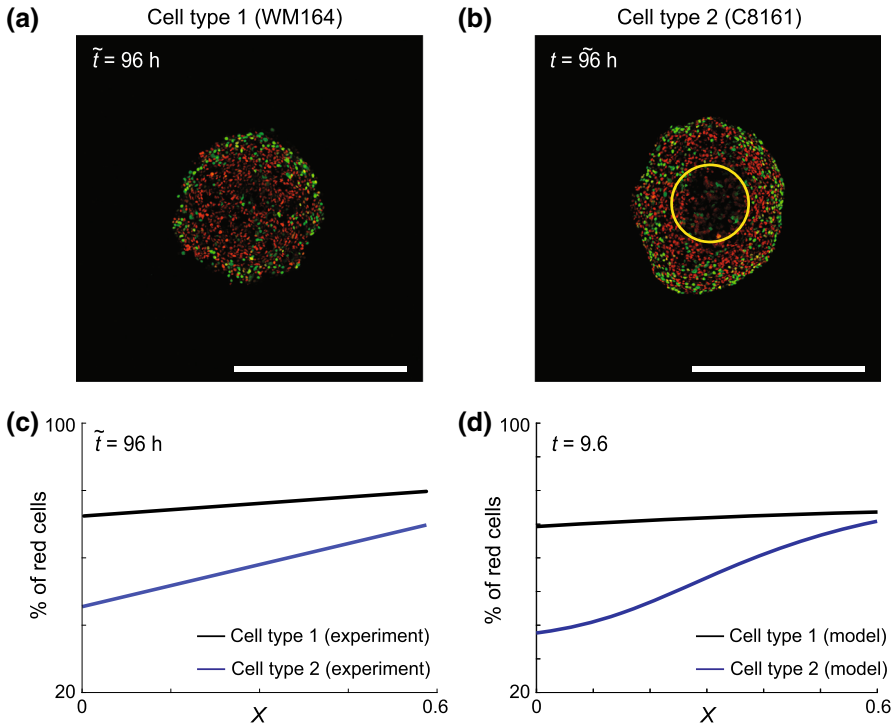 (a) Cell type 1 (WM164)
t̃ = 96 h
(b) Cell type 2 (C8161)
t = 9̃6 h
(c)
t̃ = 96 h
100
% of red cells
20
Cell type 1 (experiment)
Cell type 2 (experiment)
X
0.6
(d)
t = 9.6
100
% of red cells
20
Cell type 1 (model)
Cell type 2 (model)
0
X
0.6